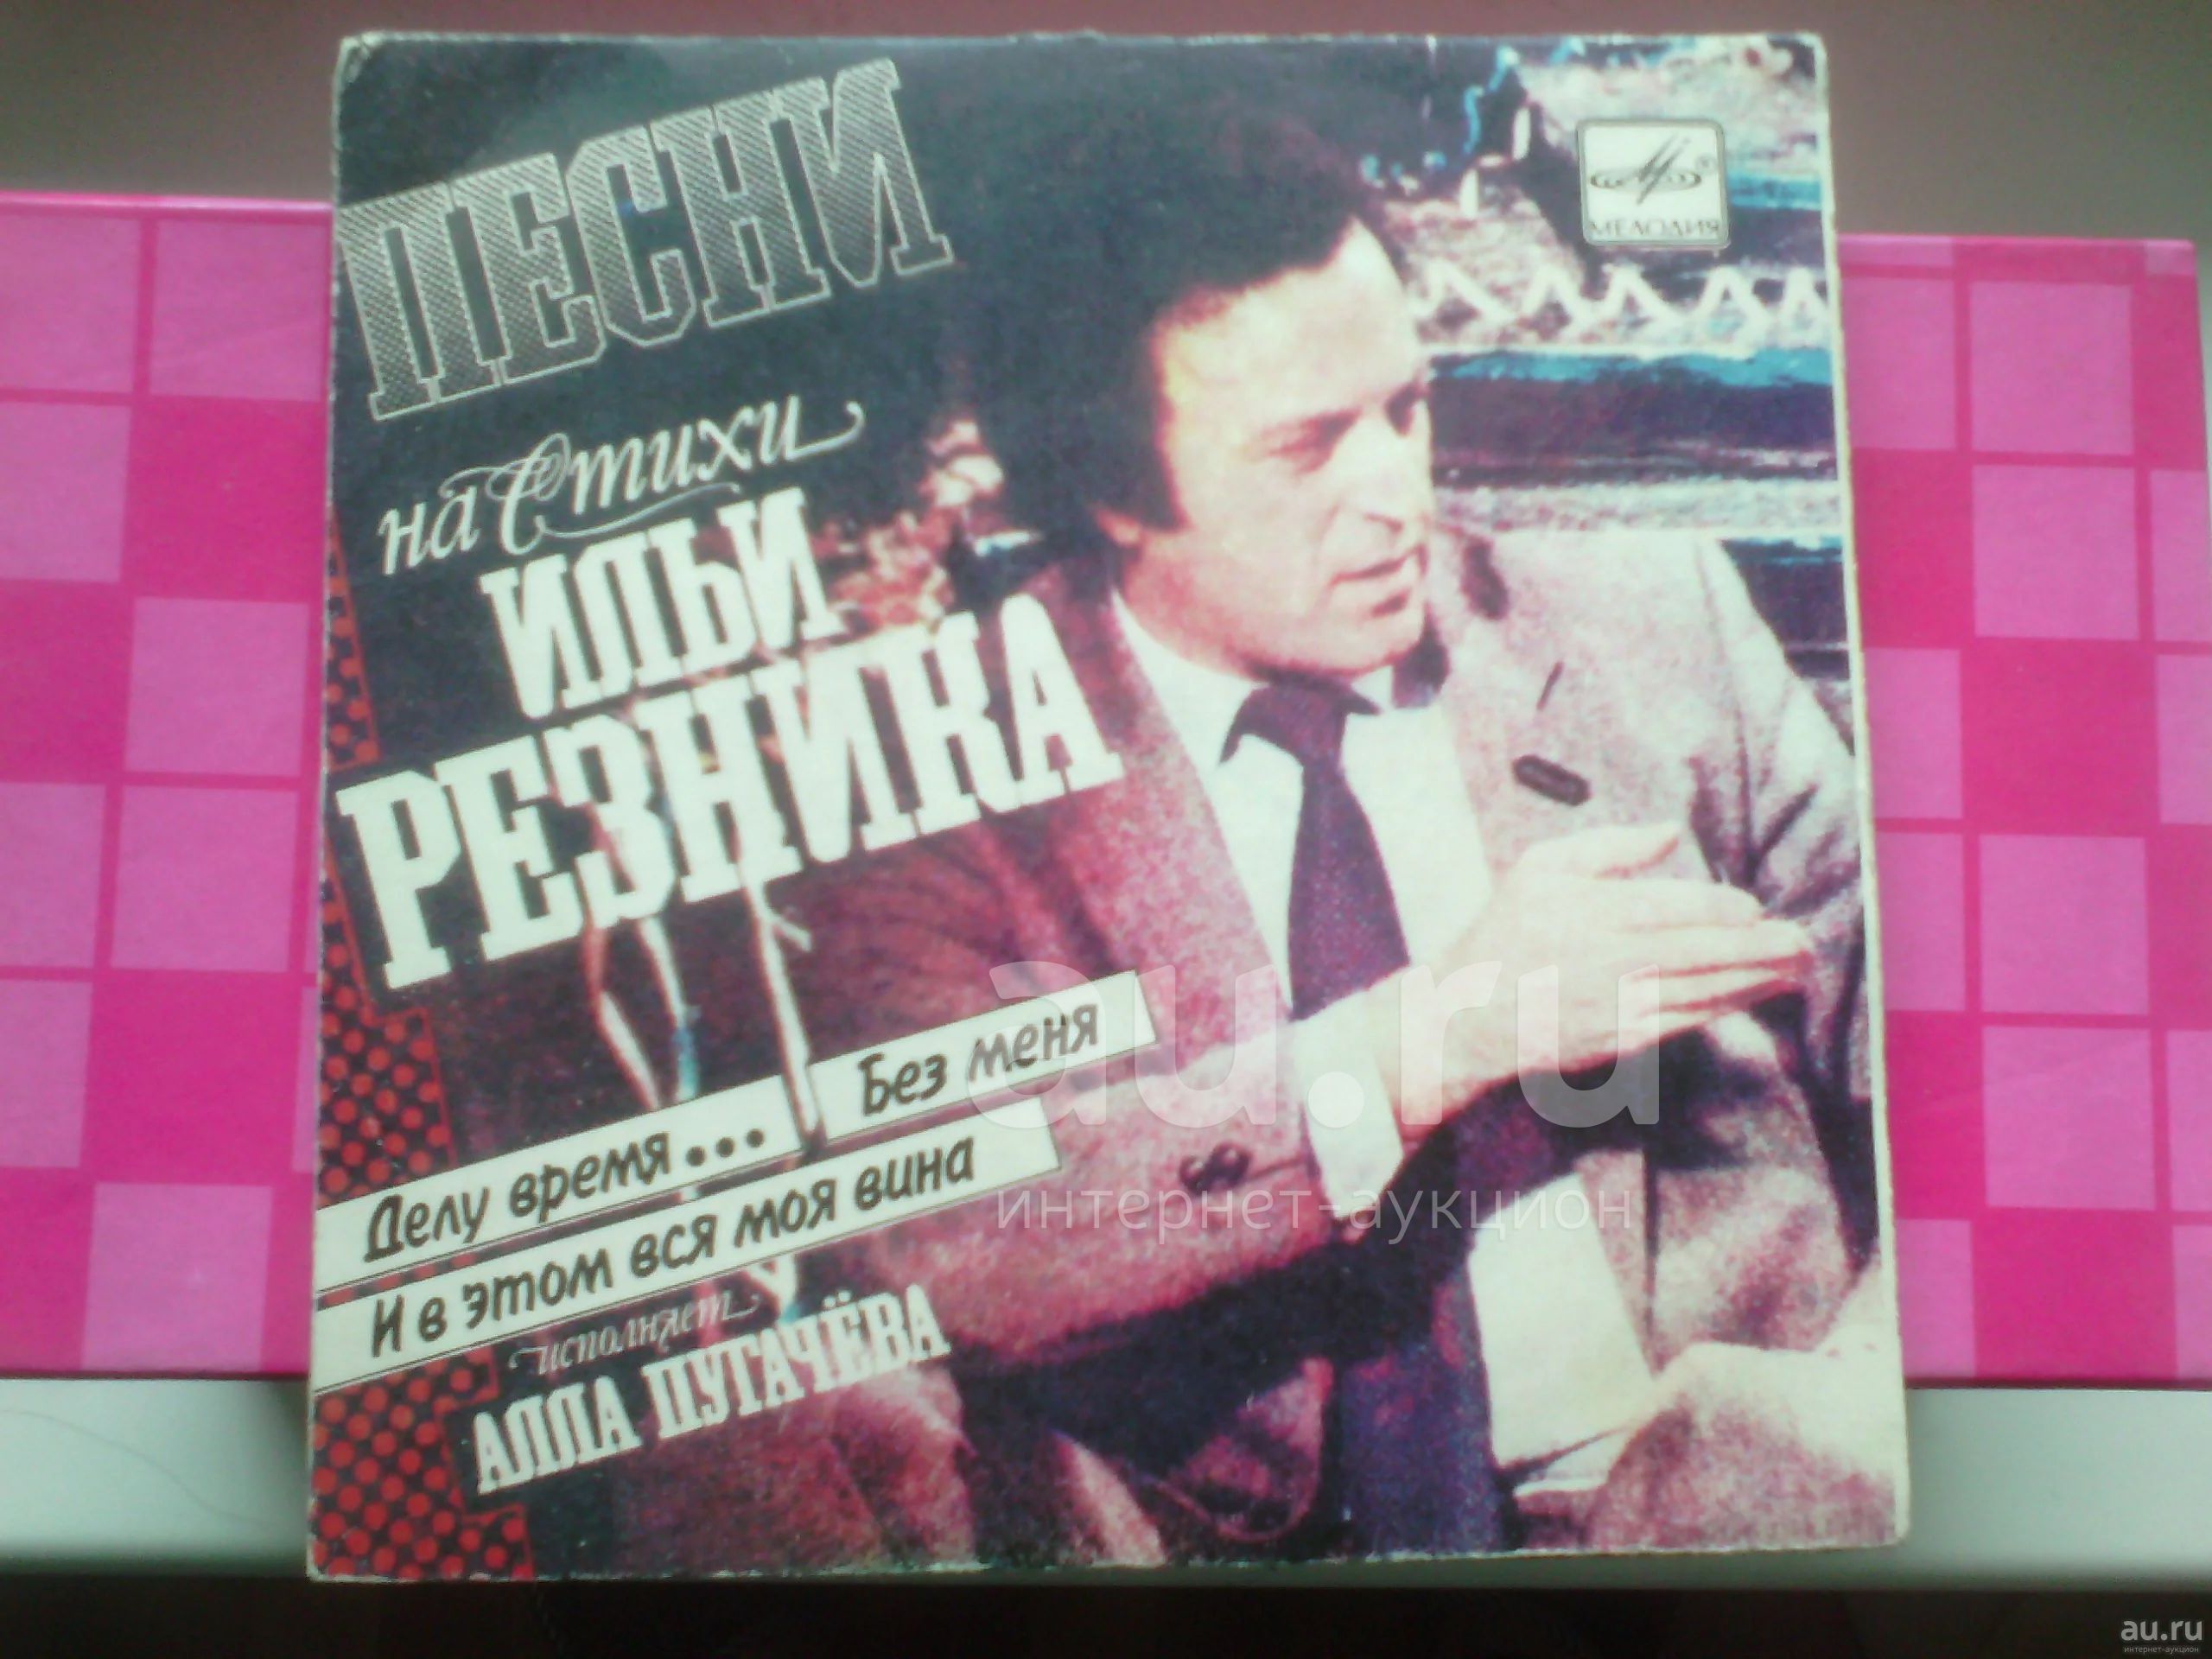 ПЕСНИ
на Стихи
ИЛЬИ
РЕЗНИКА
Делу время... Без меня
И в этом вся моя вина
исполняет
АЛЛА ПУГАЧЁВА
МЕЛОДИЯ
au.ru
интернет-аукцион
au.ru
интернет-аукцион